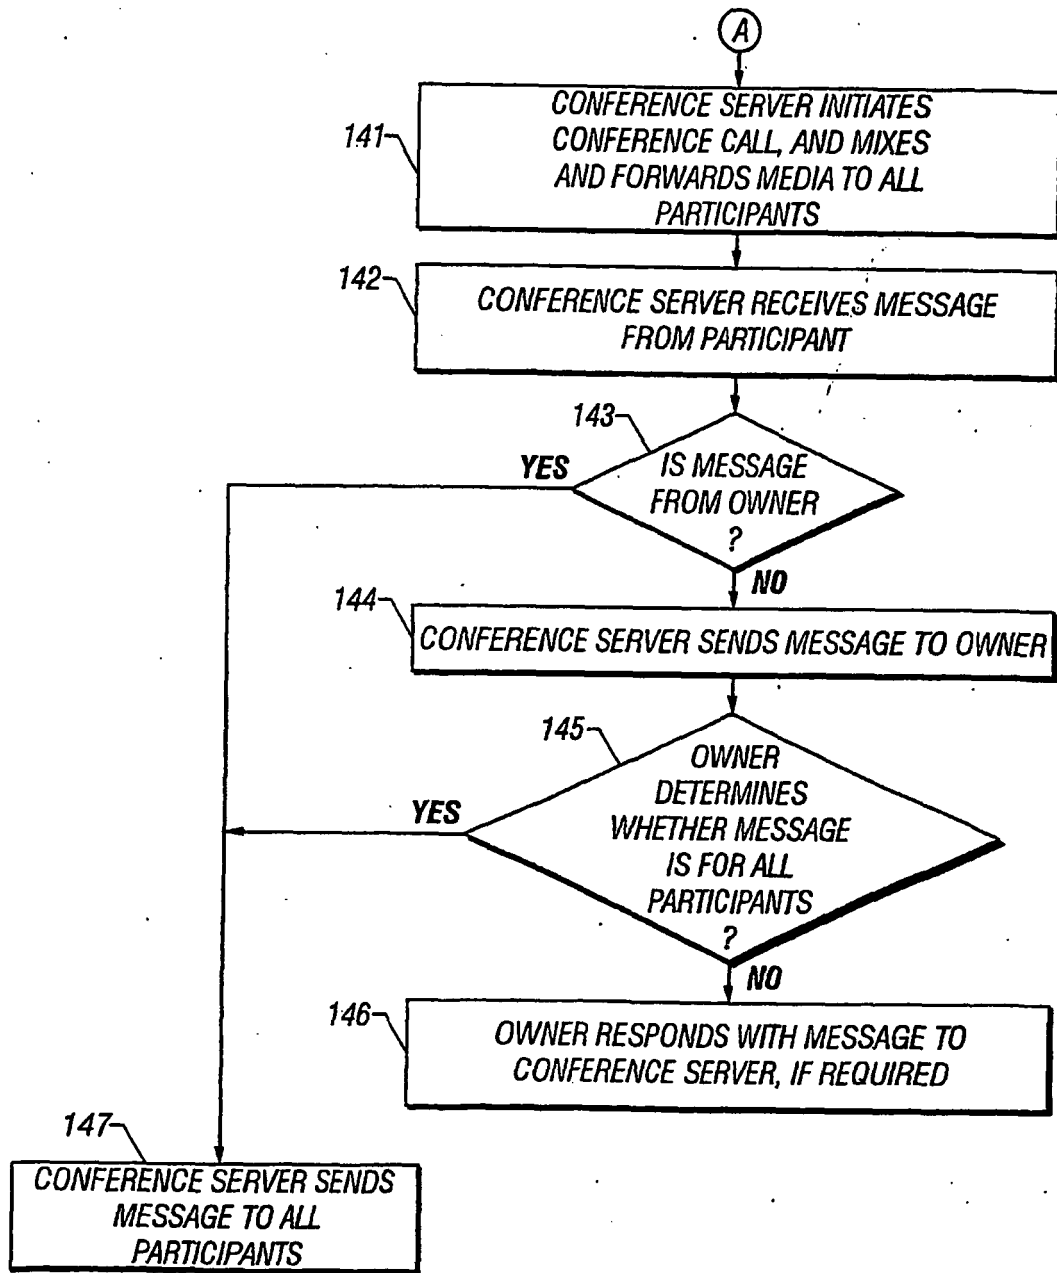 A
141
CONFERENCE SERVER INITIATES
CONFERENCE CALL, AND MIXES
AND FORWARDS MEDIA TO ALL
PARTICIPANTS
142
CONFERENCE SERVER RECEIVES MESSAGE
FROM PARTICIPANT
143
YES
IS MESSAGE
FROM OWNER
?
NO
144
CONFERENCE SERVER SENDS MESSAGE TO OWNER
145
YES
OWNER
DETERMINES
WHETHER MESSAGE
IS FOR ALL
PARTICIPANTS
?
NO
146
OWNER RESPONDS WITH MESSAGE TO
CONFERENCE SERVER, IF REQUIRED
147
CONFERENCE SERVER SENDS
MESSAGE TO ALL
PARTICIPANTS